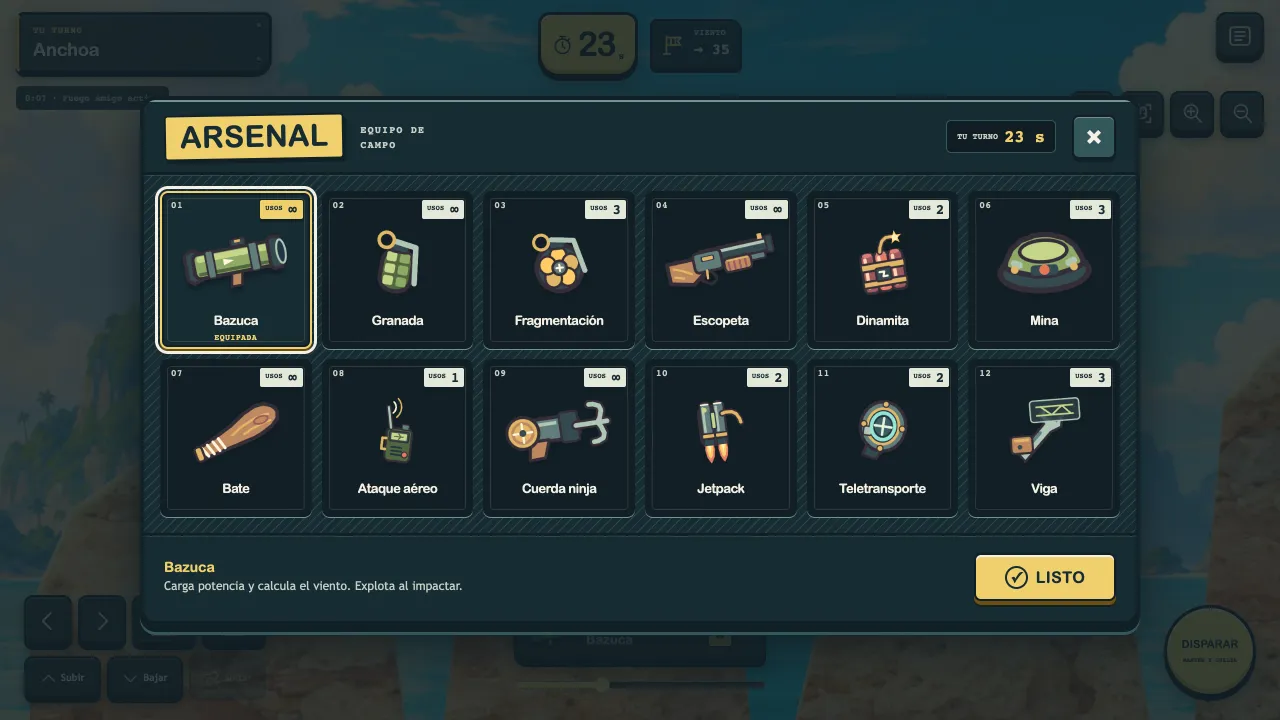 TU TURNO
Anchoa
23
VIENTO
→ 35
ARSENAL
EQUIPO DE
CAMPO
TU TURNO 23 s
01 USOS ∞
Bazuca
EQUIPADA
02 USOS ∞
Granada
03 USOS 3
Fragmentación
04 USOS ∞
Escopeta
05 USOS 2
Dinamita
06 USOS 3
Mina
07 USOS ∞
Bate
08 USOS 1
Ataque aéreo
09 USOS ∞
Cuerda ninja
10 USOS 2
Jetpack
11 USOS 2
Teletransporte
12 USOS 3
Viga
Bazuca
Carga potencia y calcula el viento. Explota al impactar.
LISTO
Bazuca
Subir
Bajar
DISPARAR